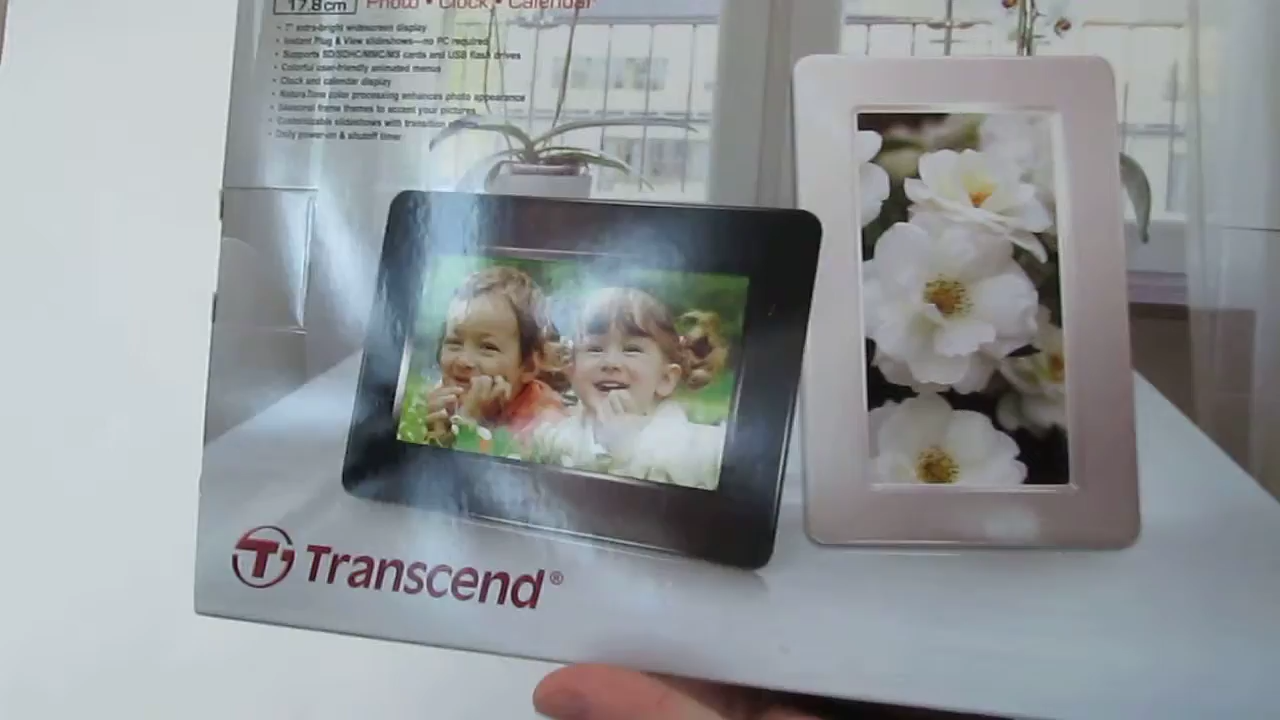 17.8cm Photo • Clock • Calendar
• 7" extra-bright widescreen display
• Instant Plug & View slideshows—no PC required
• Supports SD/SDHC/MMC/MS cards and USB flash drives
• Colorful user-friendly animated menus
• Clock and calendar display
• NaturaTone color processing enhances photo appearance
• Seasonal frame themes to accent your pictures
• Customizable slideshows with transition
• Daily power-on & shutoff timer
T Transcend®